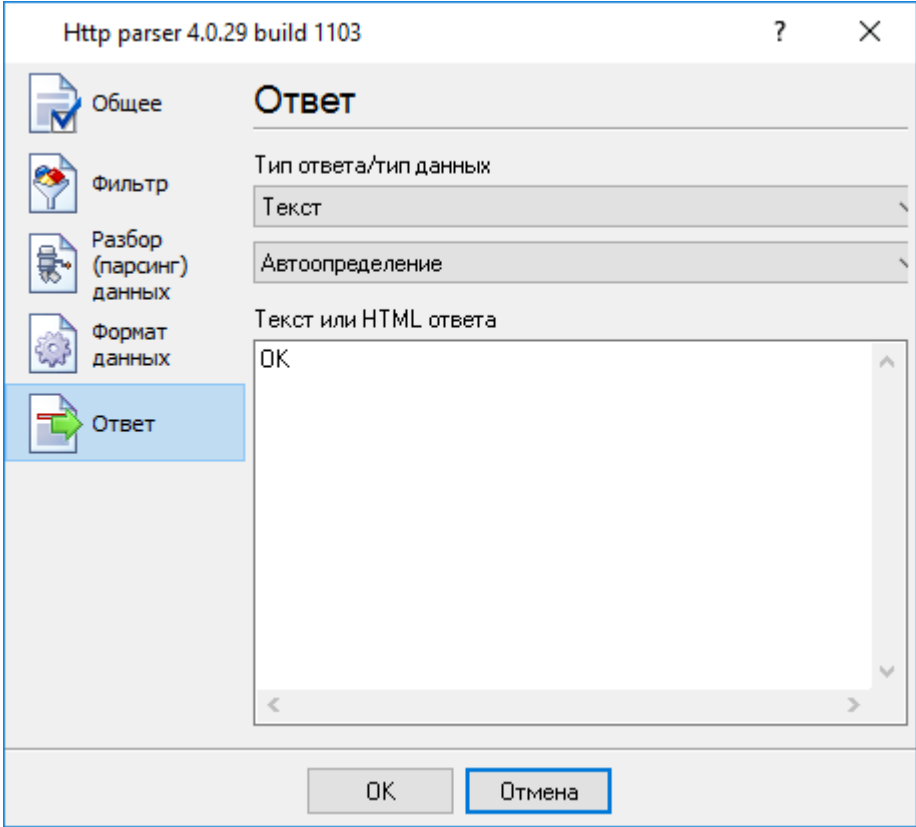 Http parser 4.0.29 build 1103
?
Общее
Фильтр
Разбор
(парсинг)
данных
Формат
данных
Ответ
Ответ
Тип ответа/тип данных
Текст
Автоопределение
Текст или HTML ответа
OK
OK
Отмена